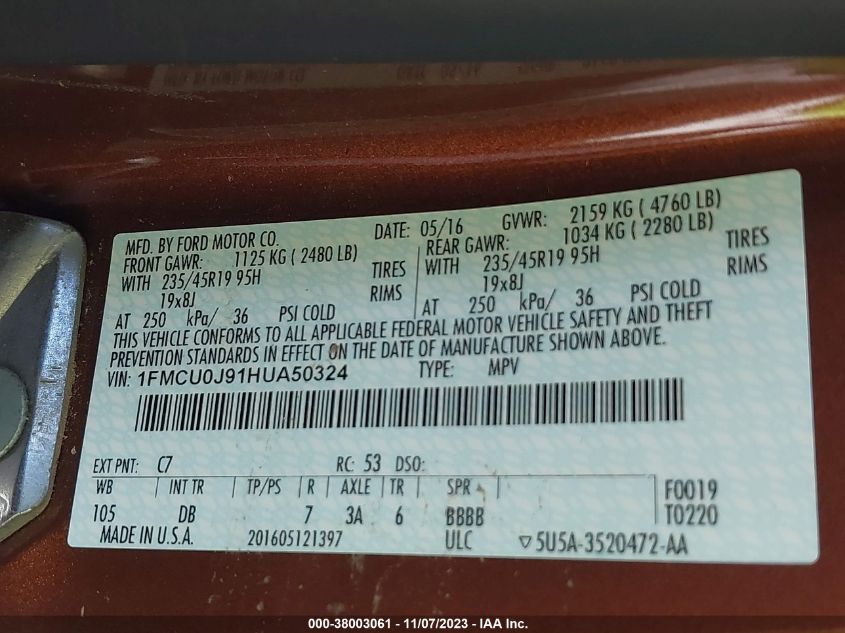 MFD. BY FORD MOTOR CO. DATE: 05/16 GVWR: 2159 KG ( 4760 LB)
FRONT GAWR: 1125 KG ( 2480 LB) REAR GAWR: 1034 KG ( 2280 LB)
WITH 235/45R19 95H TIRES WITH 235/45R19 95H TIRES
19x8J RIMS 19x8J RIMS
AT 250 kPa/ 36 PSI COLD AT 250 kPa/ 36 PSI COLD
THIS VEHICLE CONFORMS TO ALL APPLICABLE FEDERAL MOTOR VEHICLE SAFETY AND THEFT
PREVENTION STANDARDS IN EFFECT ON THE DATE OF MANUFACTURE SHOWN ABOVE.
VIN: 1FMCU0J91HUA50324 TYPE: MPV
EXT PNT: C7 RC: 53 DSO:
WB INT TR TP/PS R AXLE TR SPR F0019
105 DB 7 3A 6 BBBB T0220
MADE IN U.S.A. 201605121397 ULC ▽5U5A-3520472-AA
000-38003061 - 11/07/2023 - IAA Inc.